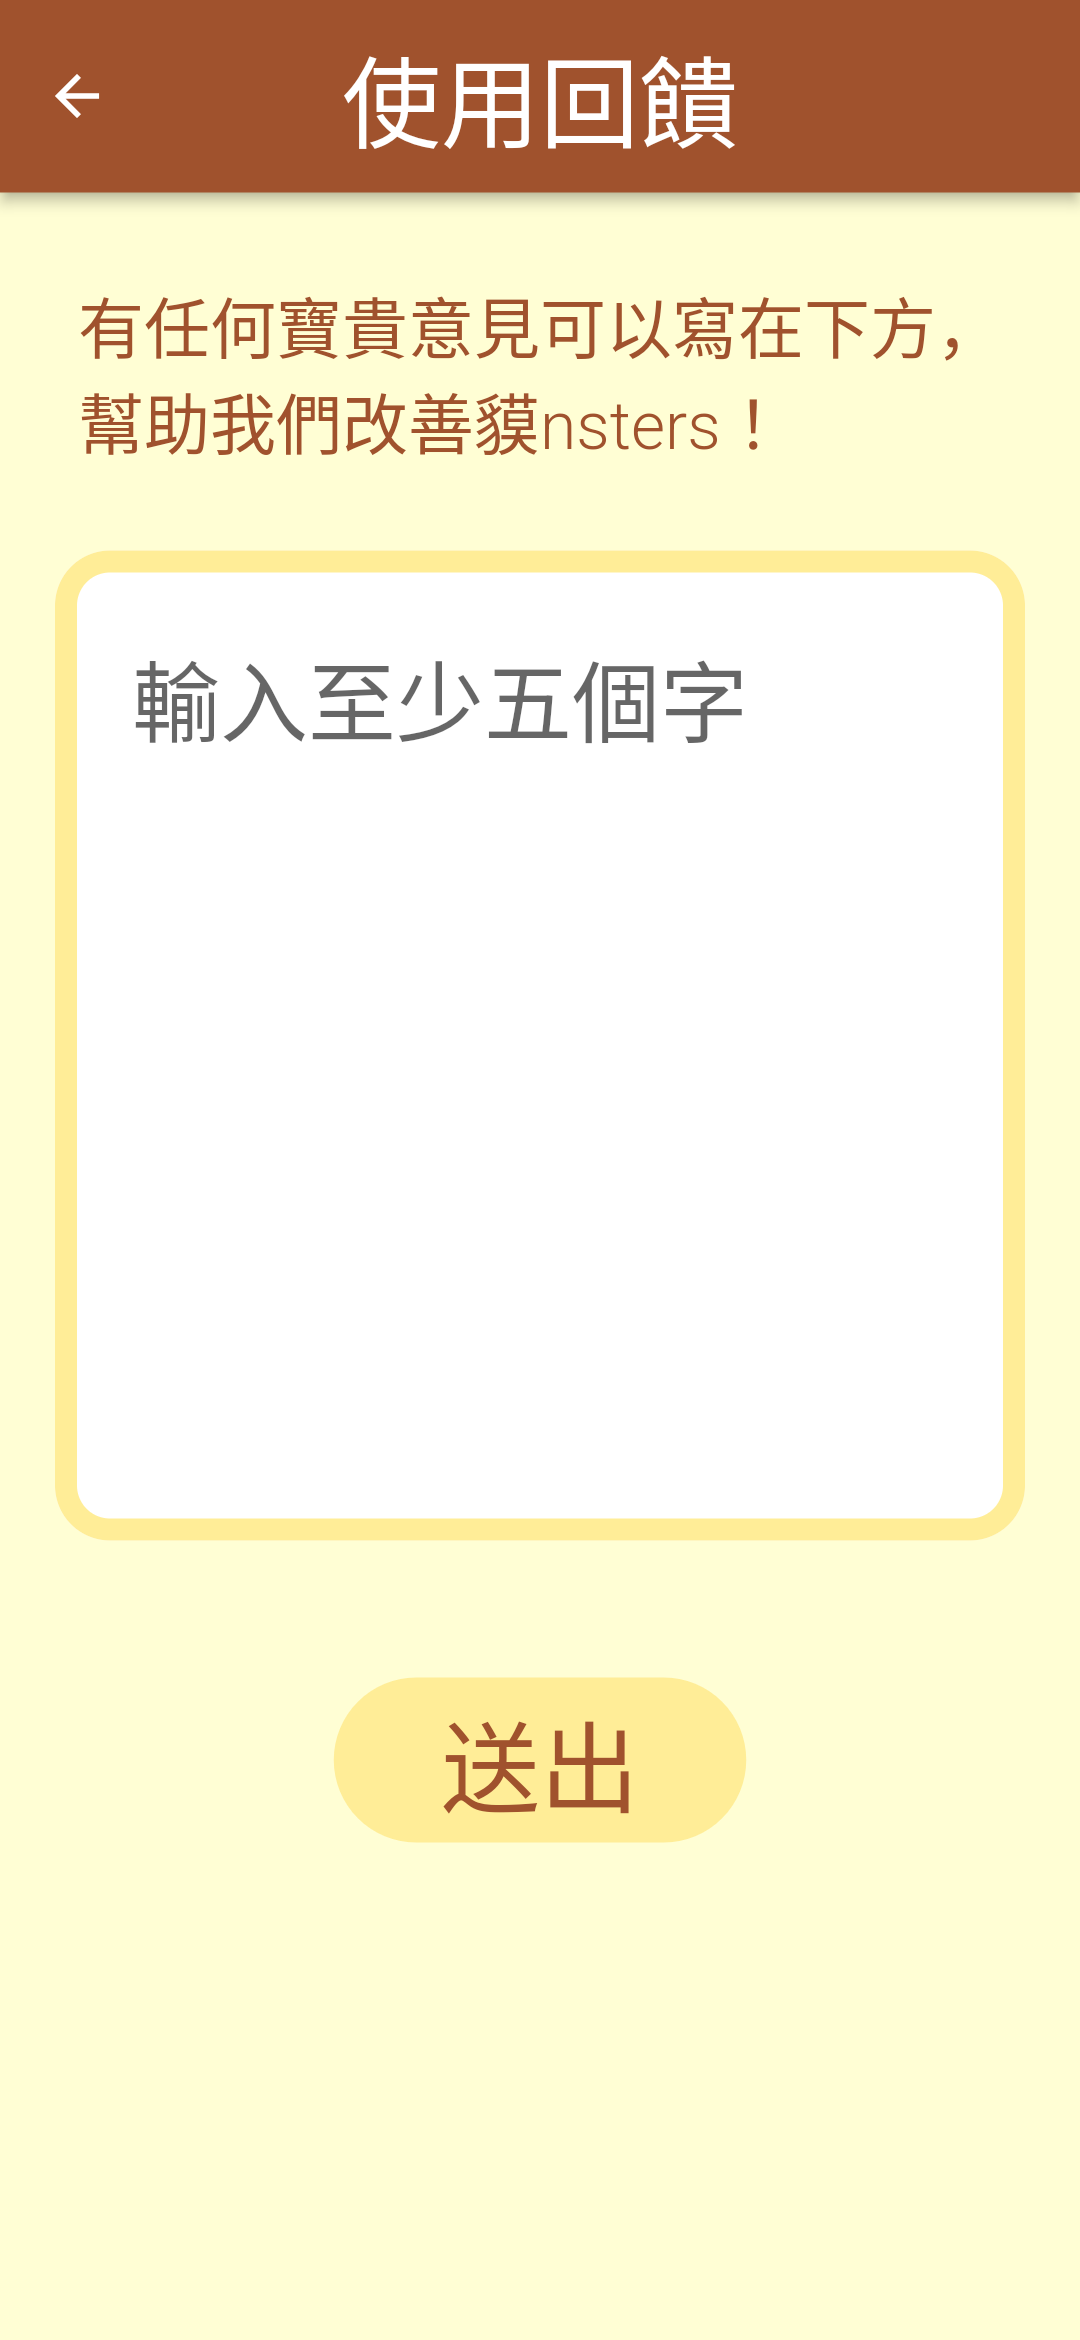 使用回饋
有任何寶貴意見可以寫在下方，
幫助我們改善貘nsters！
輸入至少五個字
送出